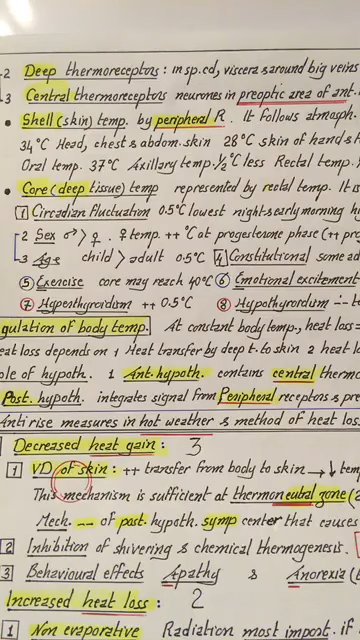 2 Deep thermoreceptors: in sp.cd, viscera & around big veins
3 Central thermoreceptors neurones in preoptic area of ant.
• Shell (skin) temp. by peripheral R. It follows atmosph.
34°C Head, chest & abdom. skin 28°C skin of hands &
Oral temp. 37°C Axillary temp. ½°C less Rectal temp.
• Core (deep tissue) temp represented by rectal temp. It
1 Circadian fluctuation 0.5°C lowest night & early morning
2 Sex ♂ > ♀. ♀ temp. ++ °C at progesterone phase (++
3 Age child > adult 0.5°C 4 Constitutional some
5 Exercise core may reach 40°C 6 Emotional excitement
7 Hyperthyroidism ++ 0.5°C 8 Hypothyroidism
gulation of body temp. At constant body temp., heat loss
eat loss depends on 1 Heat transfer by deep t. to skin 2 heat
ole of hypoth. 1 Ant. hypoth. contains central
Post. hypoth. integrates signal from Peripheral receptors &
Anti rise measures in hot weather & method of heat loss
Decreased heat gain: 3
1 VD of skin: ++ transfer from body to skin → ↓ tem
This mechanism is sufficient at thermoneutral zone
Mech. -- of post. hypoth. symp center that causes
2 Inhibition of shivering & chemical thermogenesis.
3 Behavioural effects Apathy & Anorexia
Increased heat loss: 2
1 Non evaporative Radiation most impot. if